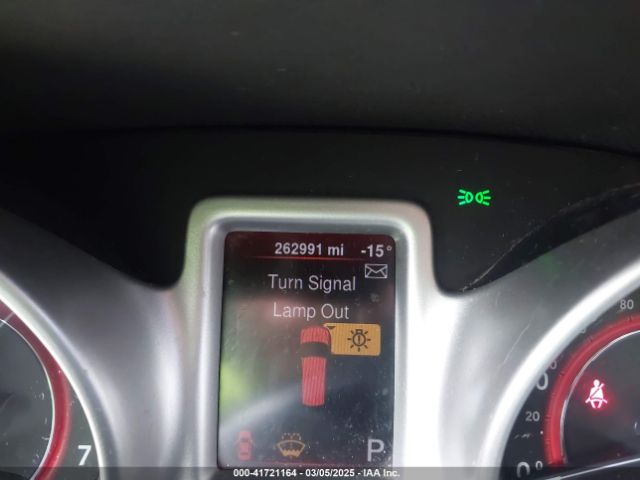 262991 mi -15°
Turn Signal
Lamp Out
80
20
7
P
0
000-41721164 | 03/05/2025 | IAA Inc.